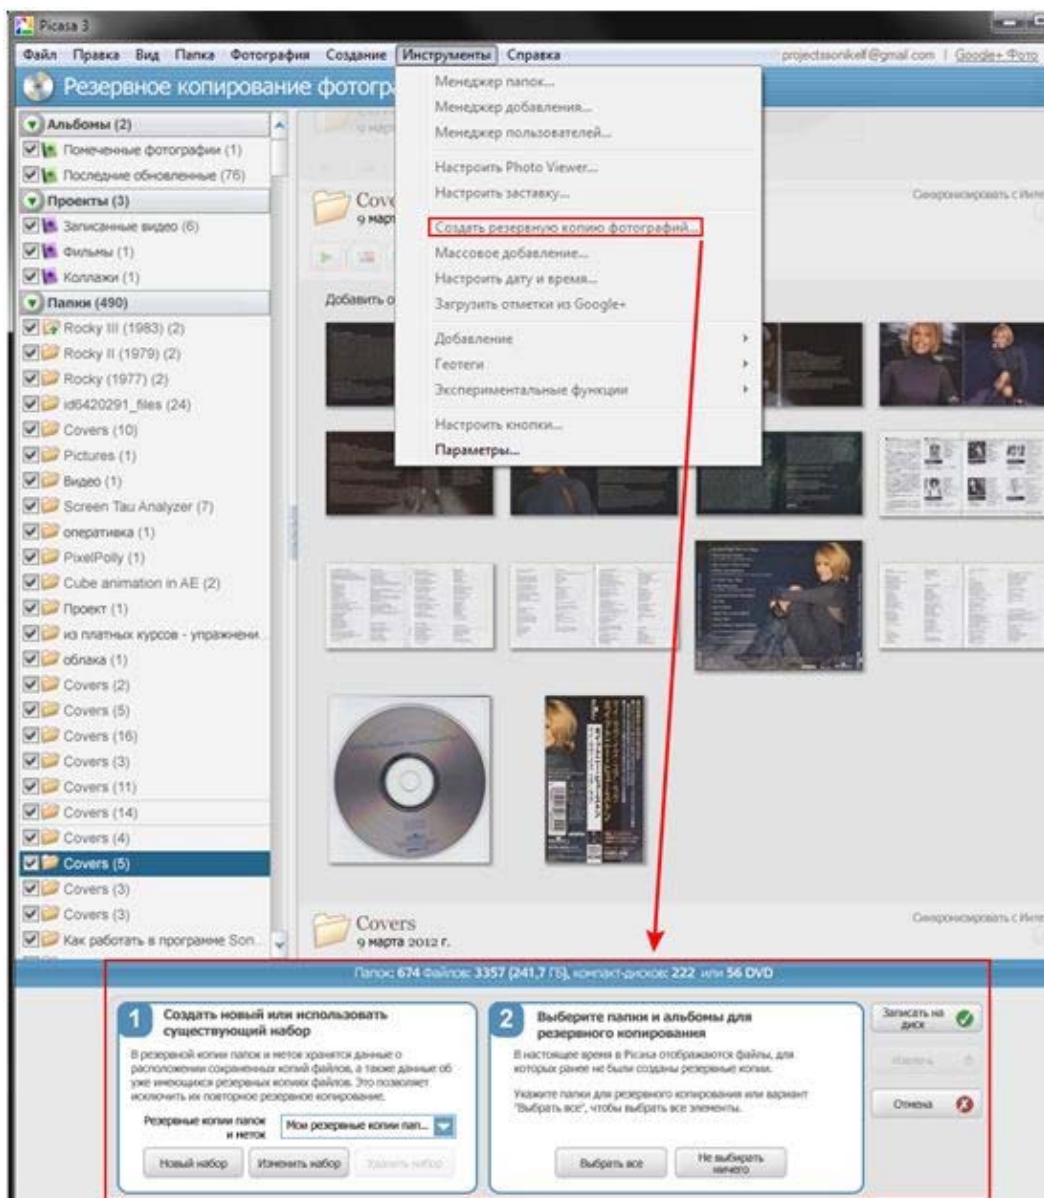 Picasa 3
Файл Правка Вид Папка Фотография Создание Инструменты Справка projectssonikelf@gmail.com | Google+ Фото
Резервное копирование фотогр
Менеджер папок...
Менеджер добавления...
Менеджер пользователей...
Настроить Photo Viewer...
Настроить заставку...
Создать резервную копию фотографий...
Массовое добавление...
Настроить дату и время...
Загрузить отметки из Google+
Добавление
Геотеги
Экспериментальные функции
Настроить кнопки...
Параметры...
Альбомы (2)
Помеченные фотографии (1)
Последние обновленные (76)
Проекты (3)
Записанные видео (6)
Фильмы (1)
Коллажи (1)
Папки (490)
Rocky III (1983) (2)
Rocky II (1979) (2)
Rocky (1977) (2)
id6420291_files (24)
Covers (10)
Pictures (1)
Видео (1)
Screen Tau Analyzer (7)
оперативка (1)
PixelPolly (1)
Cube animation in AE (2)
Проект (1)
из платных курсов - упражнени...
облака (1)
Covers (2)
Covers (5)
Covers (16)
Covers (3)
Covers (11)
Covers (14)
Covers (4)
Covers (5)
Covers (3)
Covers (3)
Как работать в программе Son...
Cove
9 март
Синхронизировать с Инте
Добавить о
Covers
9 марта 2012 г.
Синхронизировать с Инте
Папок: 674 Файлов: 3357 (241,7 ГБ), компакт-дисков: 222 или 56 DVD
1 Создать новый или использовать
существующий набор
В резервной копии папок и меток хранятся данные о
расположении сохраненных копий файлов, а также данные об
уже имеющихся резервных копиях файлов. Это позволяет
исключить их повторное резервное копирование.
Резервные копии папок
и меток
Мои резервные копии пап...
Новый набор Изменить набор Удалить набор
2 Выберите папки и альбомы для
резервного копирования
В настоящее время в Picasa отображаются файлы, для
которых ранее не были созданы резервные копии.
Укажите папки для резервного копирования или вариант
"Выбрать все", чтобы выбрать все элементы.
Выбрать все
Не выбирать
ничего
Записать на
диск
Извлечь
Отмена